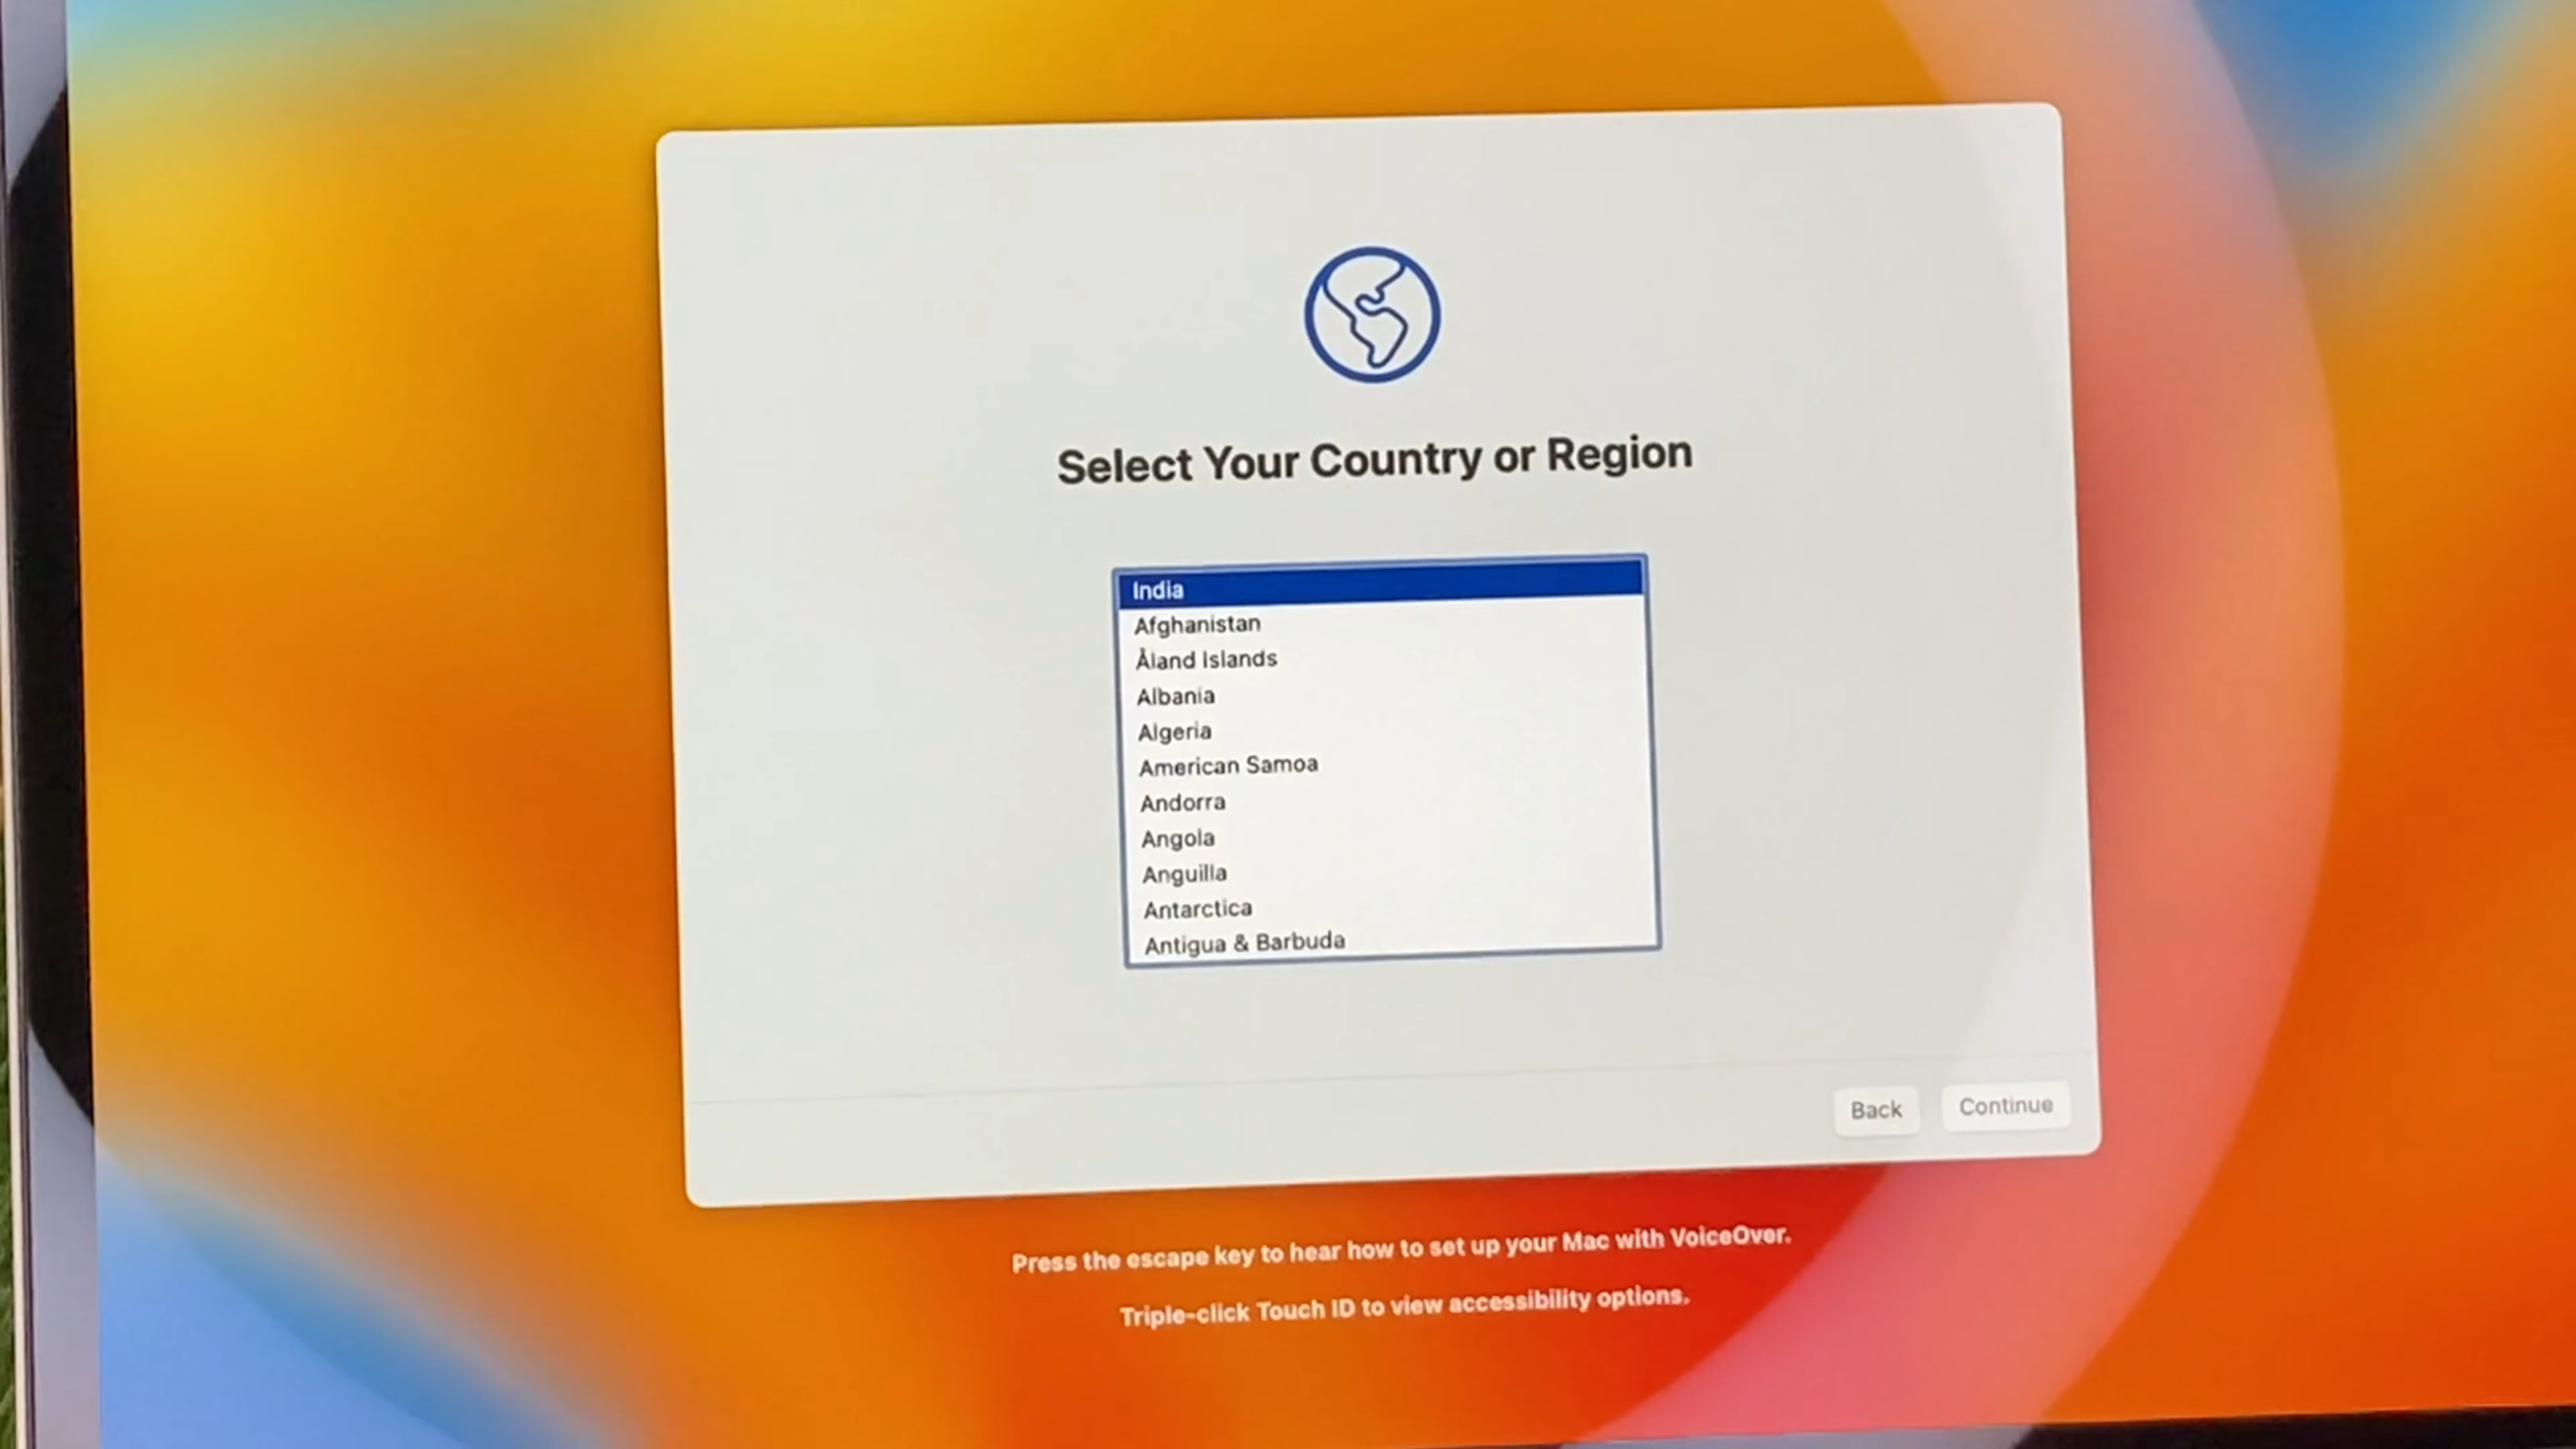 Select Your Country or Region
India
Afghanistan
Åland Islands
Albania
Algeria
American Samoa
Andorra
Angola
Anguilla
Antarctica
Antigua & Barbuda
Back
Continue
Press the escape key to hear how to set up your Mac with VoiceOver.
Triple-click Touch ID to view accessibility options.